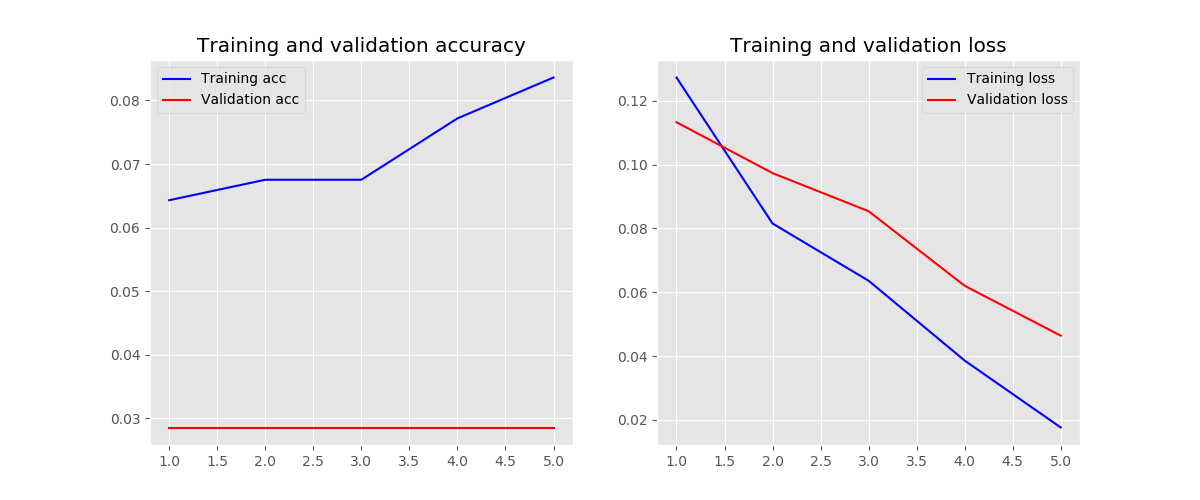 Training and validation accuracy
Training acc
Validation acc
0.08
0.07
0.06
0.05
0.04
0.03
1.0 1.5 2.0 2.5 3.0 3.5 4.0 4.5 5.0
Training and validation loss
Training loss
Validation loss
0.12
0.10
0.08
0.06
0.04
0.02
1.0 1.5 2.0 2.5 3.0 3.5 4.0 4.5 5.0